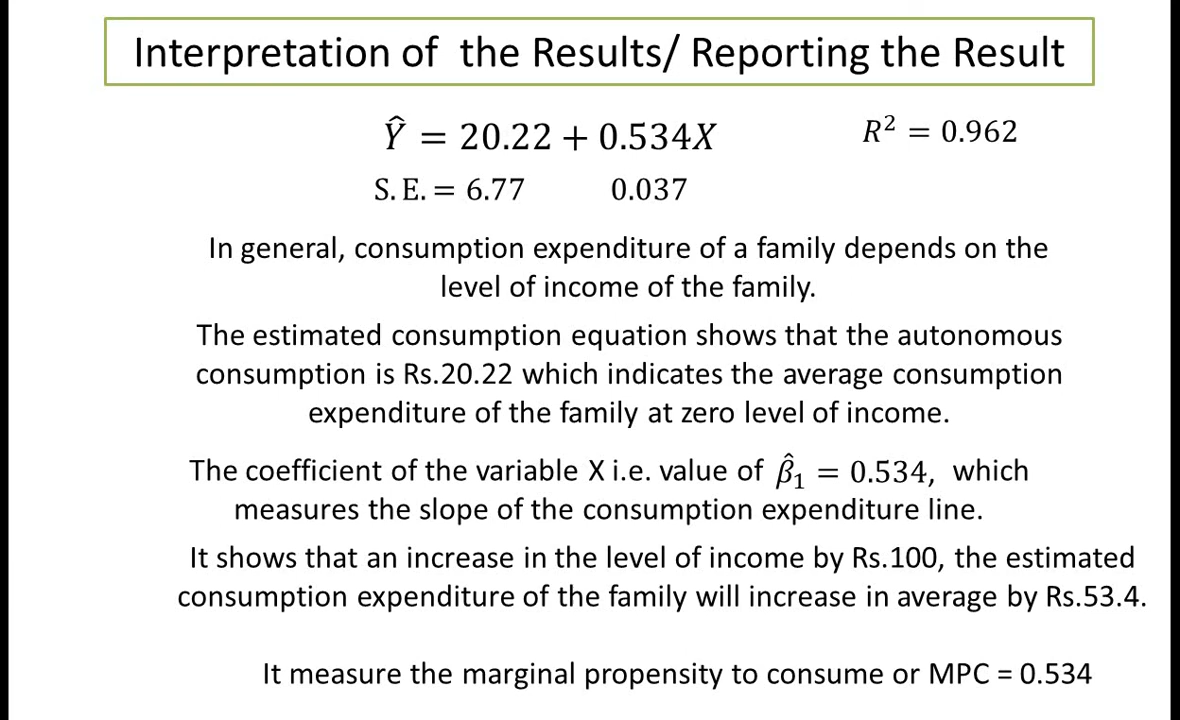 Interpretation of the Results/ Reporting the Result
Ŷ = 20.22 + 0.534X R² = 0.962
S. E. = 6.77 0.037
In general, consumption expenditure of a family depends on the
level of income of the family.
The estimated consumption equation shows that the autonomous
consumption is Rs.20.22 which indicates the average consumption
expenditure of the family at zero level of income.
The coefficient of the variable X i.e. value of β̂₁ = 0.534, which
measures the slope of the consumption expenditure line.
It shows that an increase in the level of income by Rs.100, the estimated
consumption expenditure of the family will increase in average by Rs.53.4.
It measure the marginal propensity to consume or MPC = 0.534